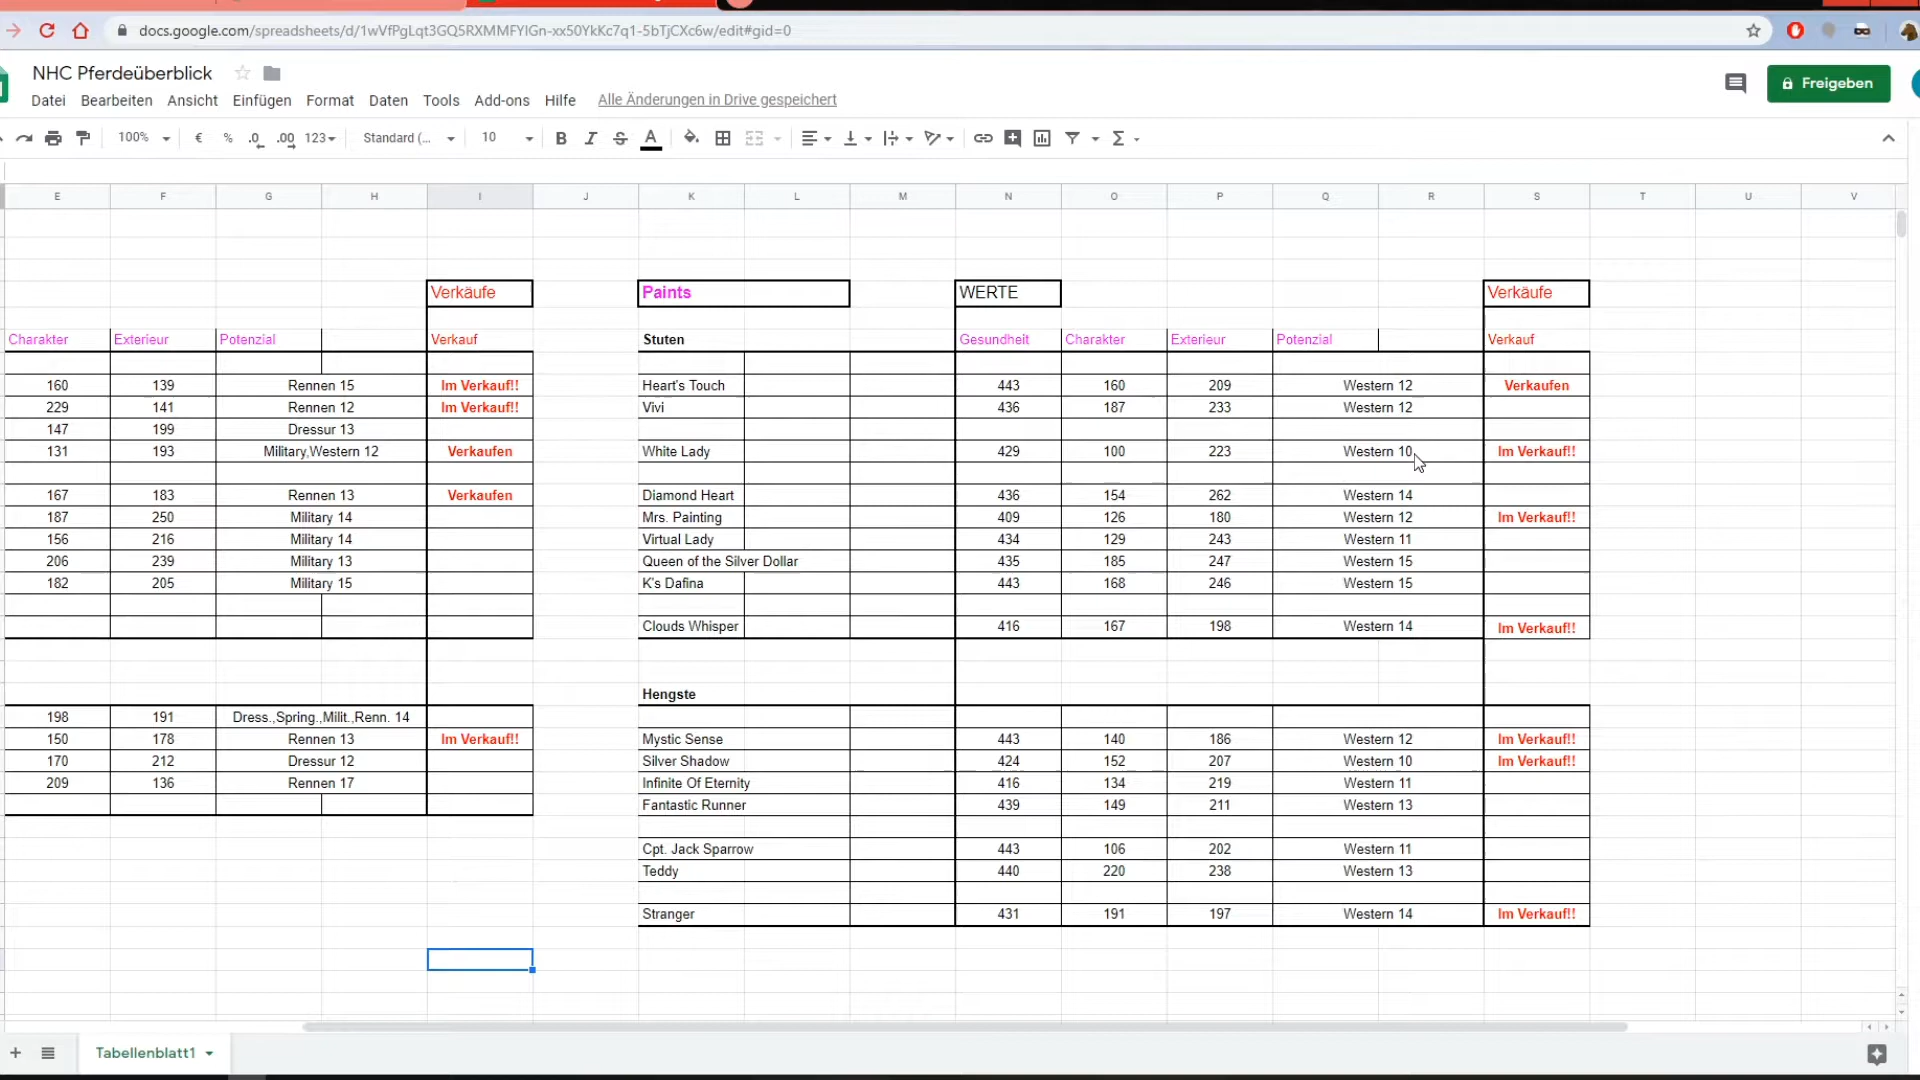 docs.google.com/spreadsheets/d/1wVfPgLqt3GQ5RXMMFYIGn-xx50YkKc7q1-5bTjCXc6w/edit#gid=0
NHC Pferdeüberblick
Datei Bearbeiten Ansicht Einfügen Format Daten Tools Add-ons Hilfe Alle Änderungen in Drive gespeichert
Freigeben
100% € % .0 .00 123 Standard (... 10 B I S A Σ
E F G H I J K L M N O P Q R S T U V
Verkäufe Paints WERTE Verkäufe
Charakter Exterieur Potenzial Verkauf Stuten Gesundheit Charakter Exterieur Potenzial Verkauf
160 139 Rennen 15 Im Verkauf!! Heart's Touch 443 160 209 Western 12 Verkaufen
229 141 Rennen 12 Im Verkauf!! Vivi 436 187 233 Western 12
147 199 Dressur 13
131 193 Military,Western 12 Verkaufen White Lady 429 100 223 Western 10 Im Verkauf!!
167 183 Rennen 13 Verkaufen Diamond Heart 436 154 262 Western 14
187 250 Military 14 Mrs. Painting 409 126 180 Western 12 Im Verkauf!!
156 216 Military 14 Virtual Lady 434 129 243 Western 11
206 239 Military 13 Queen of the Silver Dollar 435 185 247 Western 15
182 205 Military 15 K's Dafina 443 168 246 Western 15
Clouds Whisper 416 167 198 Western 14 Im Verkauf!!
Hengste
198 191 Dress.,Spring.,Milit.,Renn. 14
150 178 Rennen 13 Im Verkauf!! Mystic Sense 443 140 186 Western 12 Im Verkauf!!
170 212 Dressur 12 Silver Shadow 424 152 207 Western 10 Im Verkauf!!
209 136 Rennen 17 Infinite Of Eternity 416 134 219 Western 11
Fantastic Runner 439 149 211 Western 13
Cpt. Jack Sparrow 443 106 202 Western 11
Teddy 440 220 238 Western 13
Stranger 431 191 197 Western 14 Im Verkauf!!
Tabellenblatt1